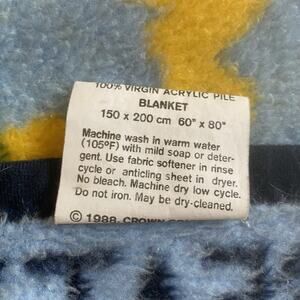 100% VIRGIN ACRYLIC PILE
BLANKET
150 x 200 cm 60" x 80"
Machine wash in warm water
(105ºF) with mild soap or deter-
gent. Use fabric softener in rinse
cycle or anticling sheet in dryer.
No bleach. Machine dry low cycle.
Do not iron. May be dry-cleaned.
© 1988, CROWN